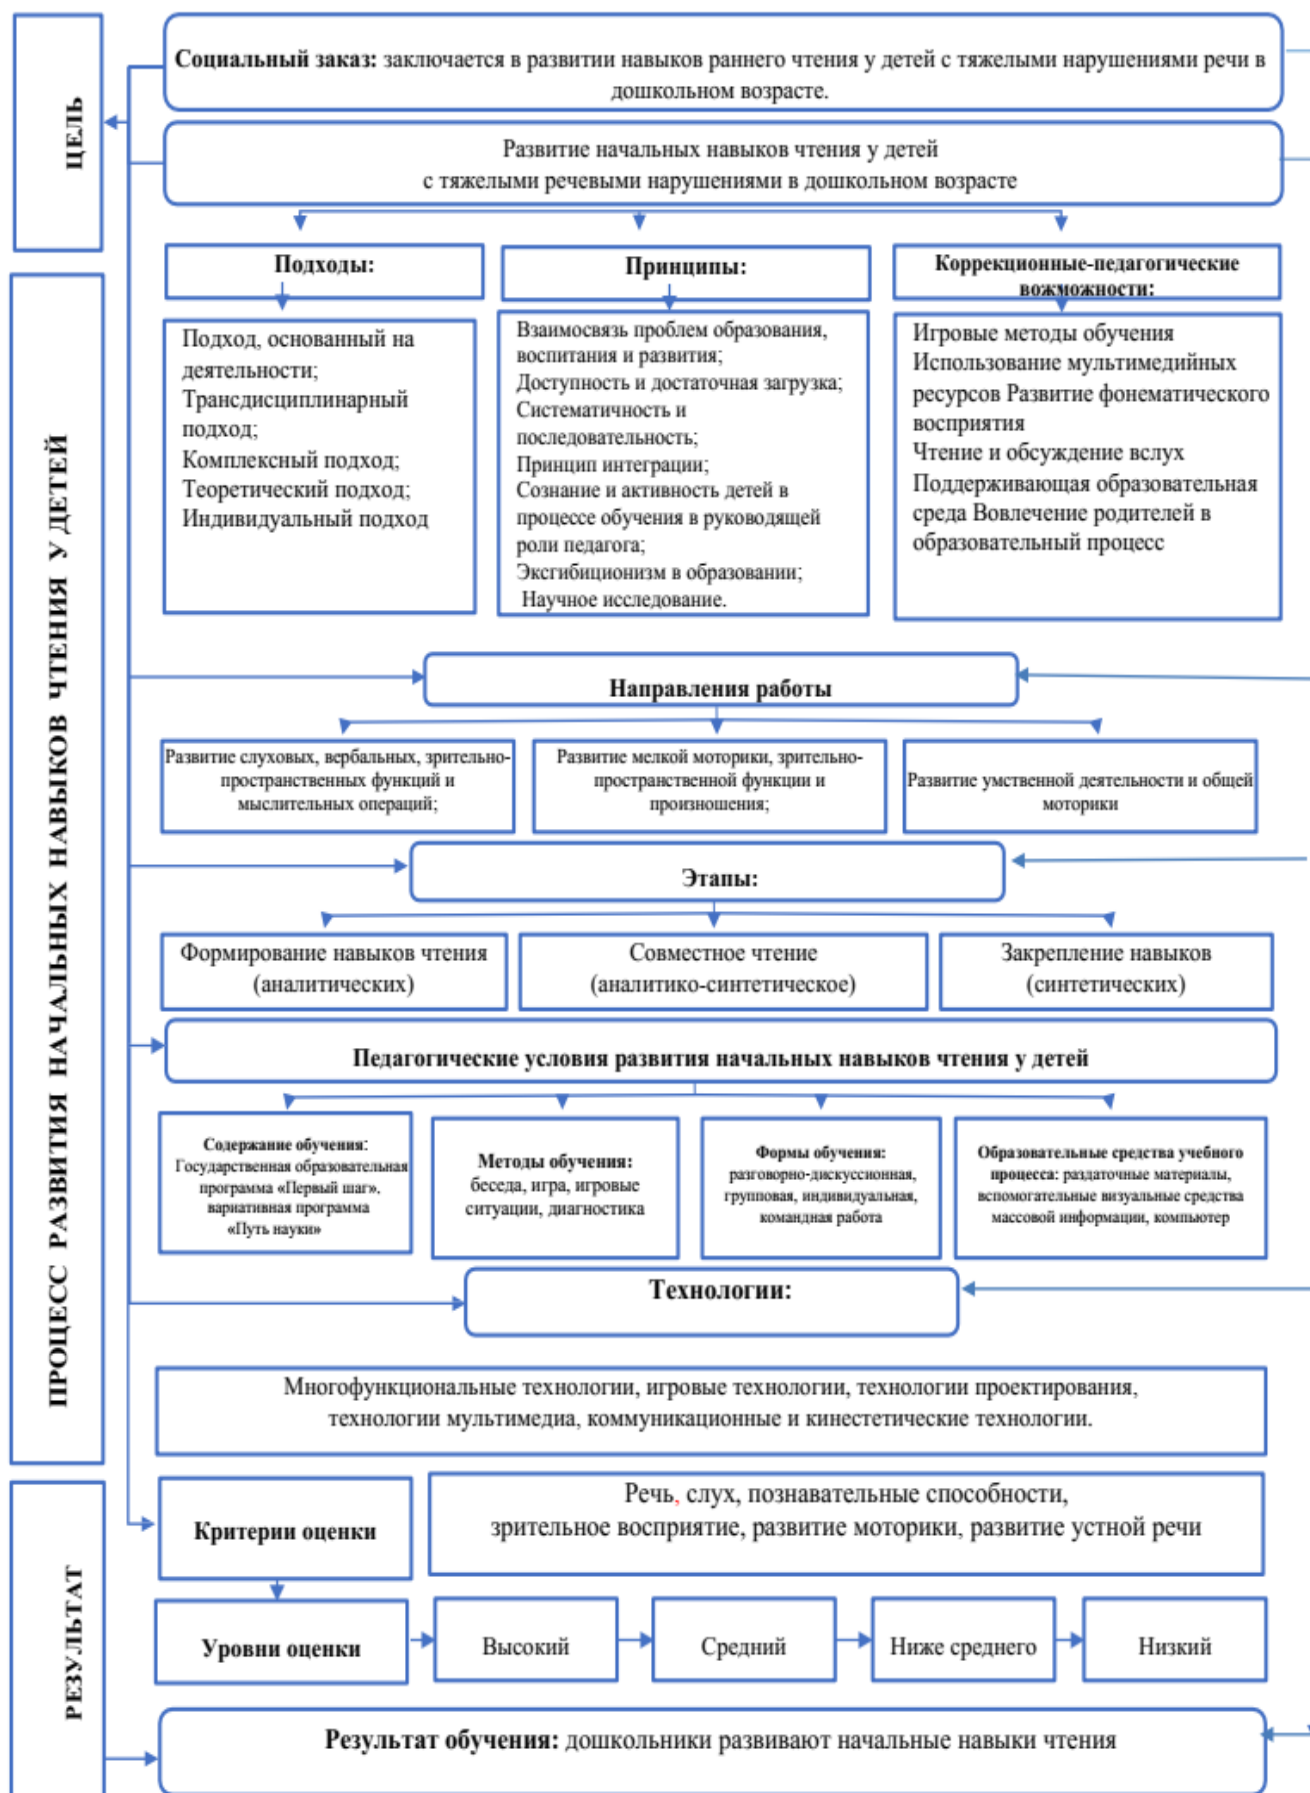 ЦЕЛЬ
Социальный заказ: заключается в развитии навыков раннего чтения у детей с тяжелыми нарушениями речи в
дошкольном возрасте.
Развитие начальных навыков чтения у детей
с тяжелыми речевыми нарушениями в дошкольном возрасте
ПРОЦЕСС РАЗВИТИЯ НАЧАЛЬНЫХ НАВЫКОВ ЧТЕНИЯ У ДЕТЕЙ
Подходы:
Подход, основанный на
деятельности;
Трансдисциплинарный
подход;
Комплексный подход;
Теоретический подход;
Индивидуальный подход
Принципы:
Взаимосвязь проблем образования,
воспитания и развития;
Доступность и достаточная загрузка;
Систематичность и
последовательность;
Принцип интеграции;
Сознание и активность детей в
процессе обучения в руководящей
роли педагога;
Эксгибиционизм в образовании;
Научное исследование.
Коррекционные-педагогические
вожможности:
Игровые методы обучения
Использование мультимедийных
ресурсов Развитие фонематического
восприятия
Чтение и обсуждение вслух
Поддерживающая образовательная
среда Вовлечение родителей в
образовательный процесс
Направления работы
Развитие слуховых, вербальных, зрительно-
пространственных функций и
мыслительных операций;
Развитие мелкой моторики, зрительно-
пространственной функции и
произношения;
Развитие умственной деятельности и общей
моторики
Этапы:
Формирование навыков чтения
(аналитических)
Совместное чтение
(аналитико-синтетическое)
Закрепление навыков
(синтетических)
Педагогические условия развития начальных навыков чтения у детей
Содержание обучения:
Государственная образовательная
программа «Первый шаг»,
вариативная программа
«Путь науки»
Методы обучения:
беседа, игра, игровые
ситуации, диагностика
Формы обучения:
разговорно-дискуссионная,
групповая, индивидуальная,
командная работа
Образовательные средства учебного
процесса: раздаточные материалы,
вспомогательные визуальные средства
массовой информации, компьютер
Технологии:
Многофункциональные технологии, игровые технологии, технологии проектирования,
технологии мультимедиа, коммуникационные и кинестетические технологии.
РЕЗУЛЬТАТ
Критерии оценки
Речь, слух, познавательные способности,
зрительное восприятие, развитие моторики, развитие устной речи
Уровни оценки
Высокий
Средний
Ниже среднего
Низкий
Результат обучения: дошкольники развивают начальные навыки чтения